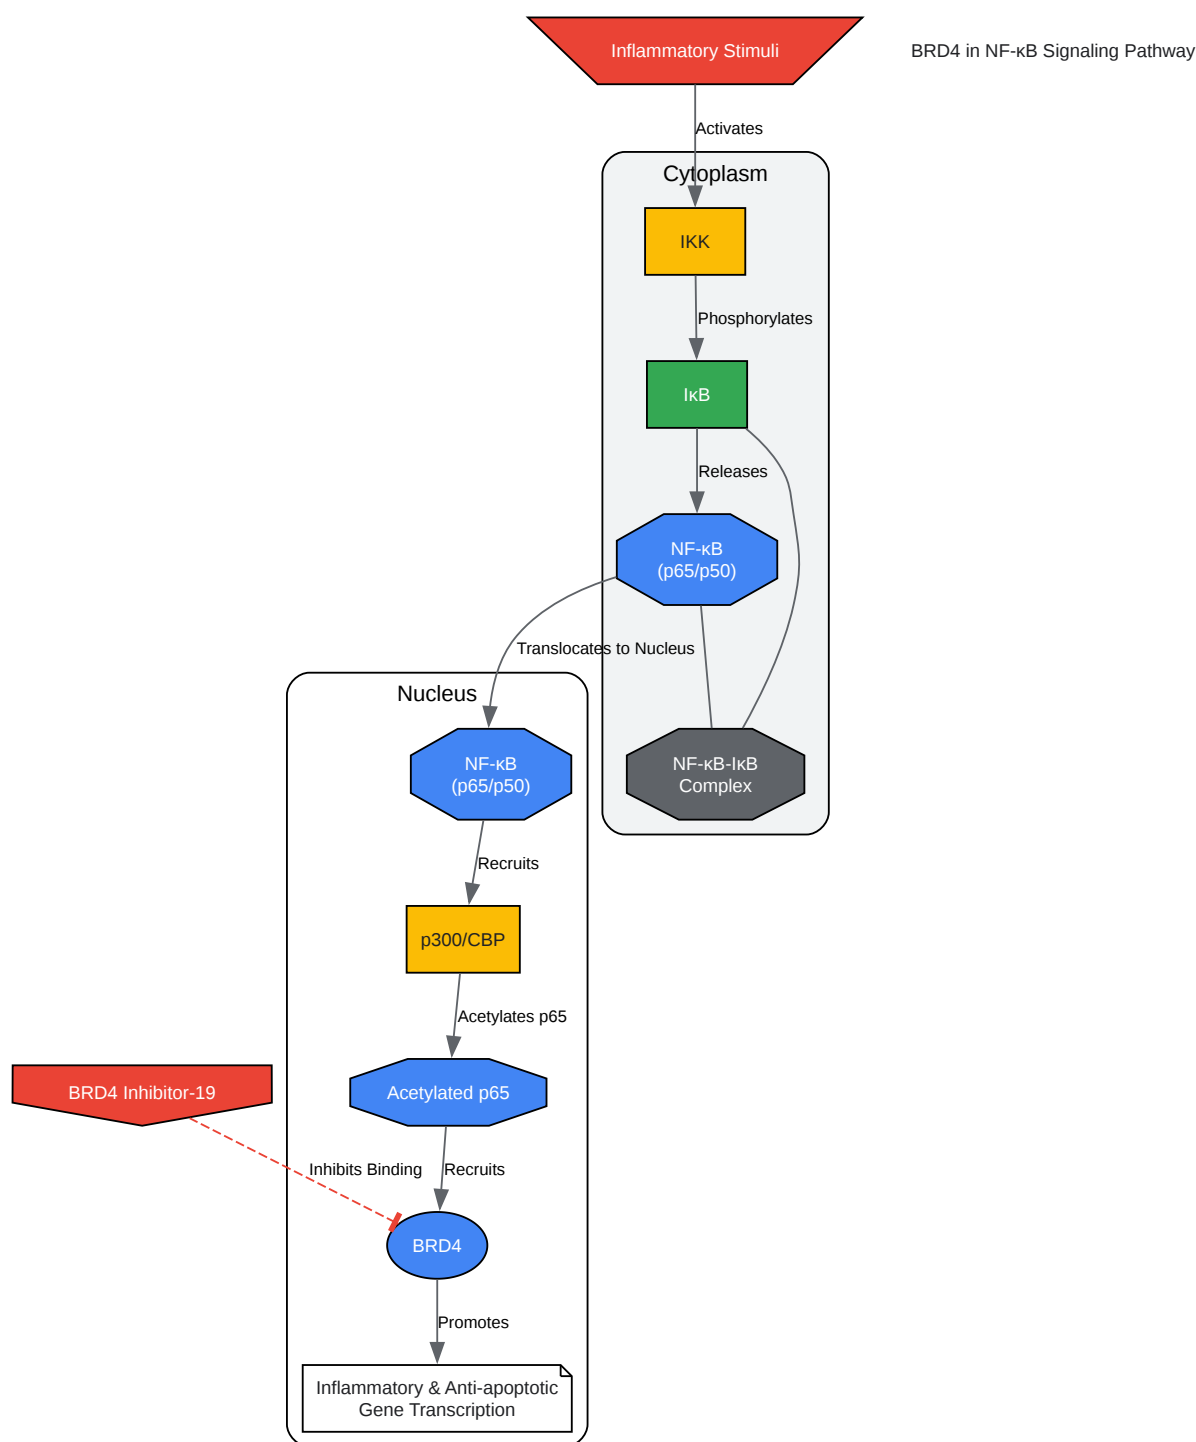 Inflammatory Stimuli
BRD4 in NF-κB Signaling Pathway
Activates
Cytoplasm
IKK
Phosphorylates
IκB
Releases
NF-κB
(p65/p50)
Translocates to Nucleus
Nucleus
NF-κB
(p65/p50)
NF-κB-IκB
Complex
Recruits
p300/CBP
Acetylates p65
BRD4 Inhibitor-19
Acetylated p65
Inhibits Binding
Recruits
BRD4
Promotes
Inflammatory & Anti-apoptotic
Gene Transcription